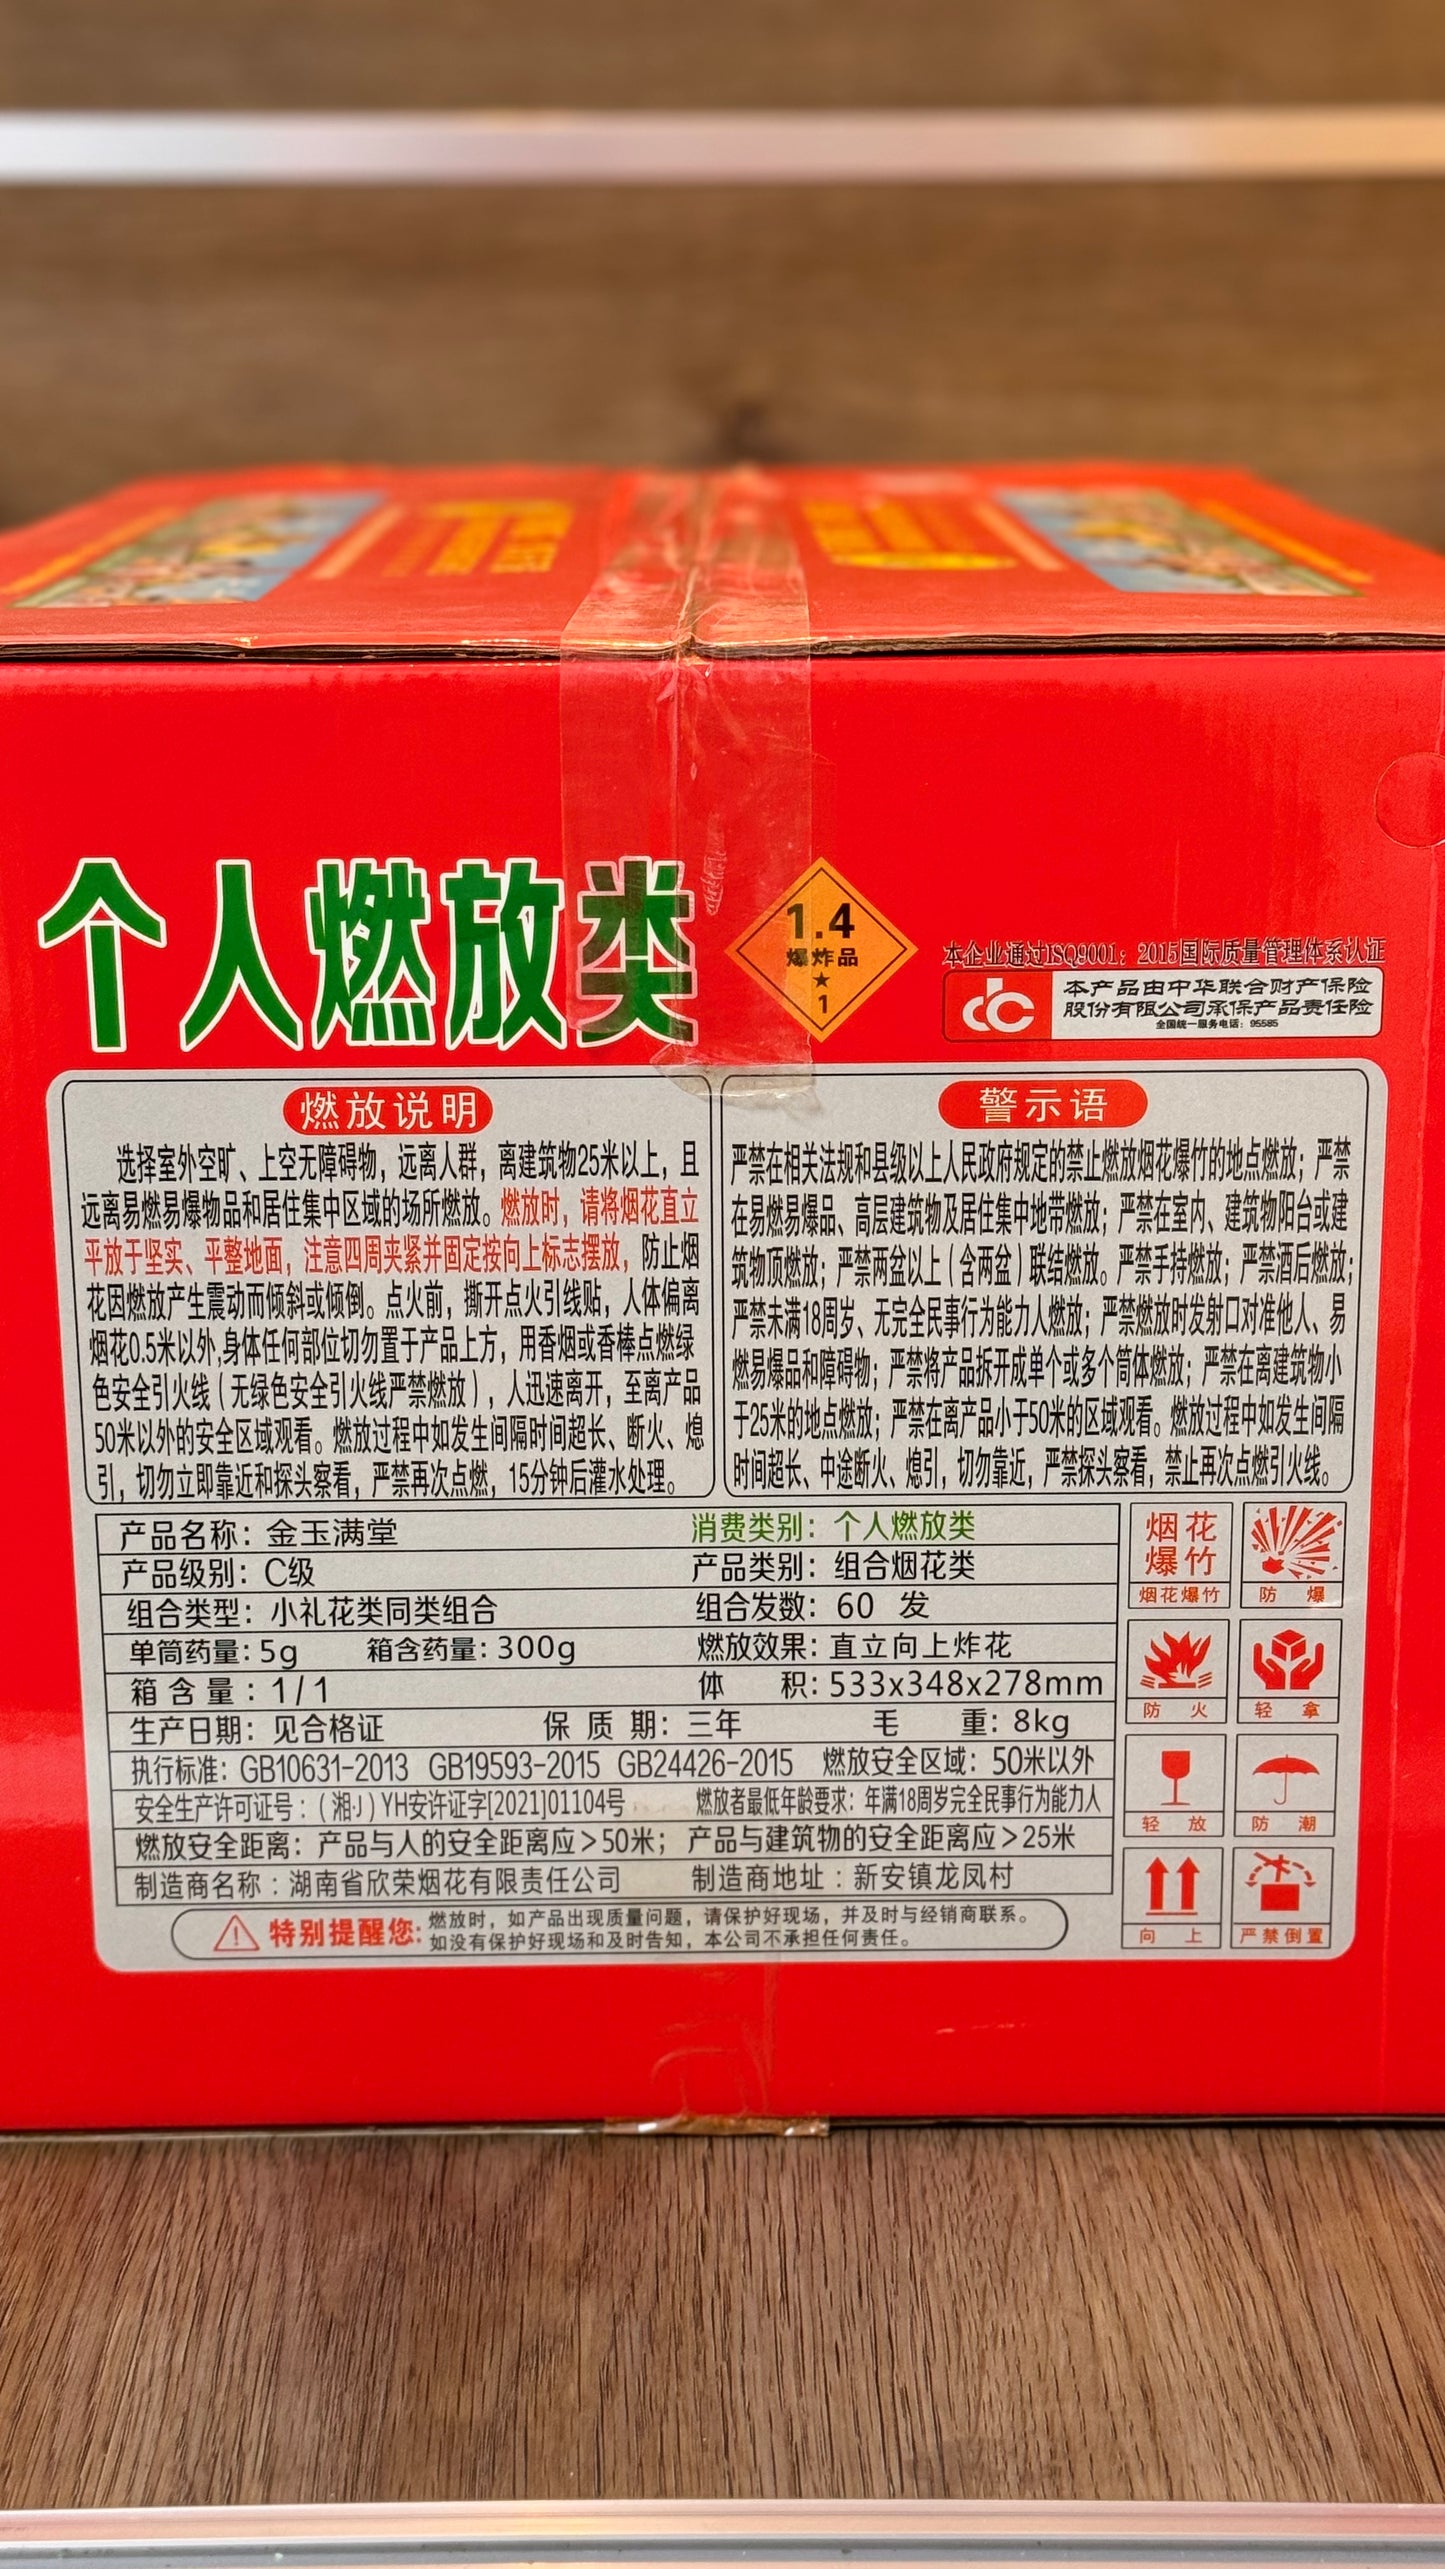 个人燃放类
1.4
爆炸品
★
1
本企业通过ISO9001：2015国际质量管理体系认证
本产品由中华联合财产保险
股份有限公司承保产品责任险
全国统一服务电话：95585
燃放说明
选择室外空旷、上空无障碍物，远离人群，离建筑物25米以上，且
远离易燃易爆物品和居住集中区域的场所燃放。燃放时，请将烟花直立
平放于坚实、平整地面，注意四周夹紧并固定按向上标志摆放，防止烟
花因燃放产生震动而倾斜或倾倒。点火前，撕开点火引线贴，人体偏离
烟花0.5米以外,身体任何部位切勿置于产品上方，用香烟或香棒点燃绿
色安全引火线（无绿色安全引火线严禁燃放），人迅速离开，至离产品
50米以外的安全区域观看。燃放过程中如发生间隔时间超长、断火、熄
引，切勿立即靠近和探头察看，严禁再次点燃，15分钟后灌水处理。
警示语
严禁在相关法规和县级以上人民政府规定的禁止燃放烟花爆竹的地点燃放；严禁
在易燃易爆品、高层建筑物及居住集中地带燃放；严禁在室内、建筑物阳台或建
筑物顶燃放；严禁两盆以上（含两盆）联结燃放。严禁手持燃放；严禁酒后燃放；
严禁未满18周岁、无完全民事行为能力人燃放；严禁燃放时发射口对准他人、易
燃易爆品和障碍物；严禁将产品拆开成单个或多个筒体燃放；严禁在离建筑物小
于25米的地点燃放；严禁在离产品小于50米的区域观看。燃放过程中如发生间隔
时间超长、中途断火、熄引，切勿靠近，严禁探头察看，禁止再次点燃引火线。
产品名称：金玉满堂 消费类别：个人燃放类
产品级别：C级 产品类别：组合烟花类
组合类型：小礼花类同类组合 组合发数：60 发
单筒药量：5g 箱含药量：300g 燃放效果：直立向上炸花
箱含量：1/1 体 积：533x348x278mm
生产日期：见合格证 保质期：三年 毛 重：8kg
执行标准：GB10631-2013 GB19593-2015 GB24426-2015 燃放安全区域：50米以外
安全生产许可证号：（湘）YH安许证字[2021]01104号 燃放者最低年龄要求：年满18周岁完全民事行为能力人
燃放安全距离：产品与人的安全距离应＞50米；产品与建筑物的安全距离应＞25米
制造商名称：湖南省欣荣烟花有限责任公司 制造商地址：新安镇龙凤村
特别提醒您：
燃放时，如产品出现质量问题，请保护好现场，并及时与经销商联系。
如没有保护好现场和及时告知，本公司不承担任何责任。
烟花
爆竹
烟花爆竹 防爆
防火 轻拿
轻放 防潮
向上 严禁倒置